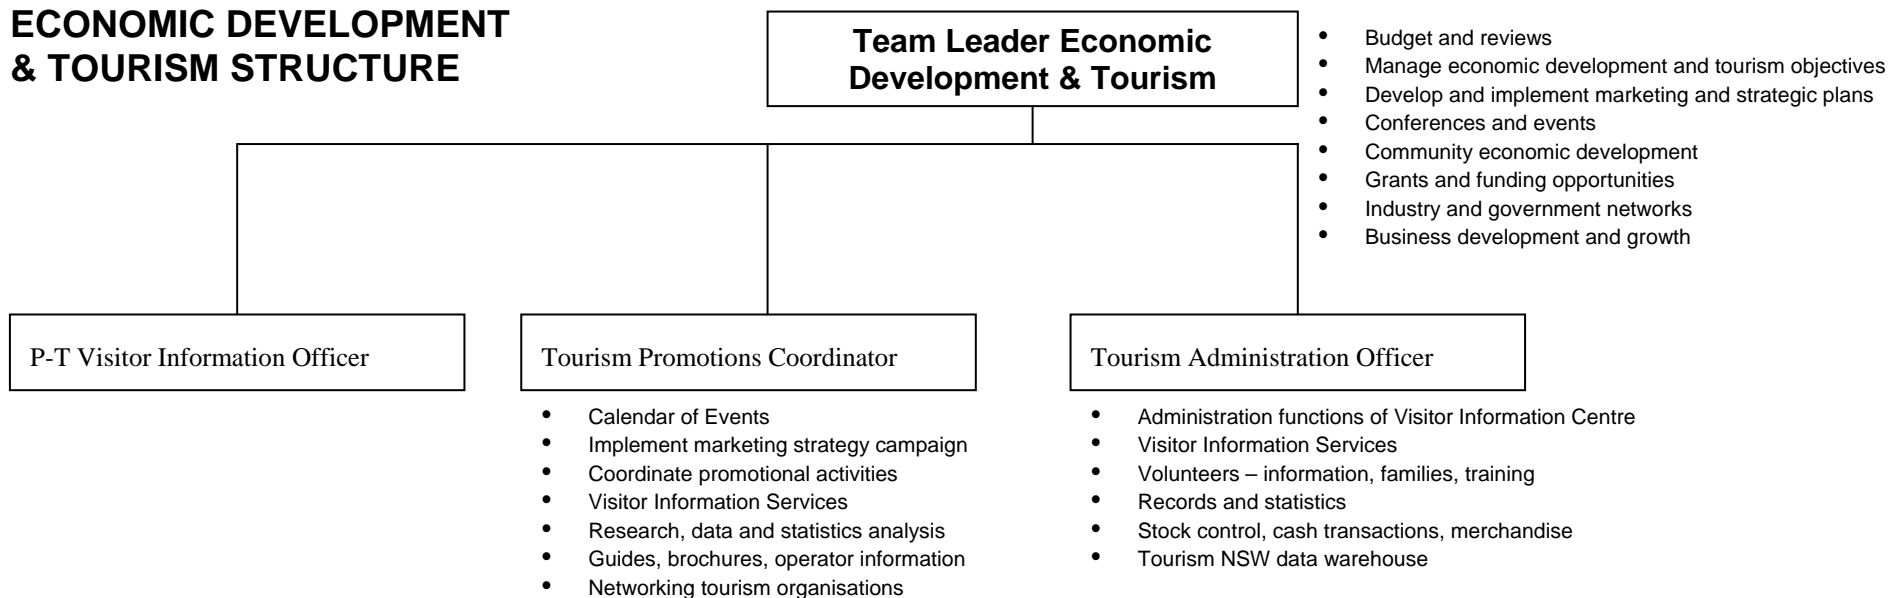 ECONOMIC DEVELOPMENT
& TOURISM STRUCTURE
Team Leader Economic
Development & Tourism
• Budget and reviews
• Manage economic development and tourism objectives
• Develop and implement marketing and strategic plans
• Conferences and events
• Community economic development
• Grants and funding opportunities
• Industry and government networks
• Business development and growth
P-T Visitor Information Officer
Tourism Promotions Coordinator
• Calendar of Events
• Implement marketing strategy campaign
• Coordinate promotional activities
• Visitor Information Services
• Research, data and statistics analysis
• Guides, brochures, operator information
• Networking tourism organisations
Tourism Administration Officer
• Administration functions of Visitor Information Centre
• Visitor Information Services
• Volunteers – information, families, training
• Records and statistics
• Stock control, cash transactions, merchandise
• Tourism NSW data warehouse